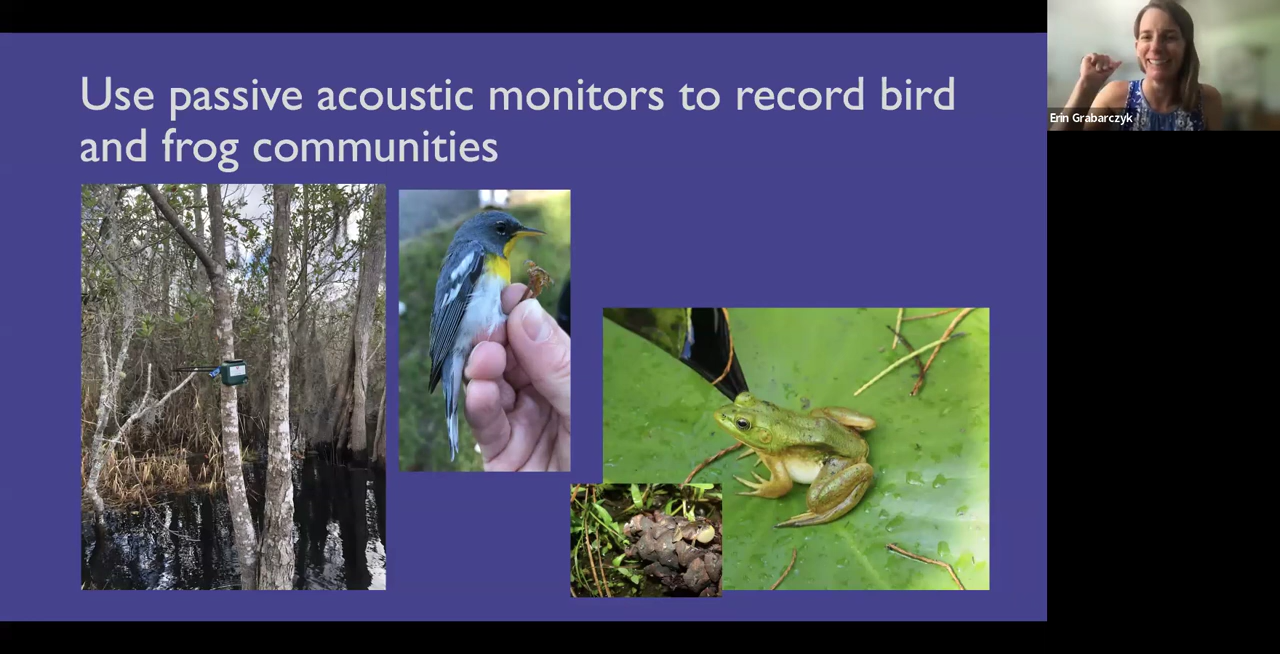 Use passive acoustic monitors to record bird
and frog communities
Erin Grabarczyk